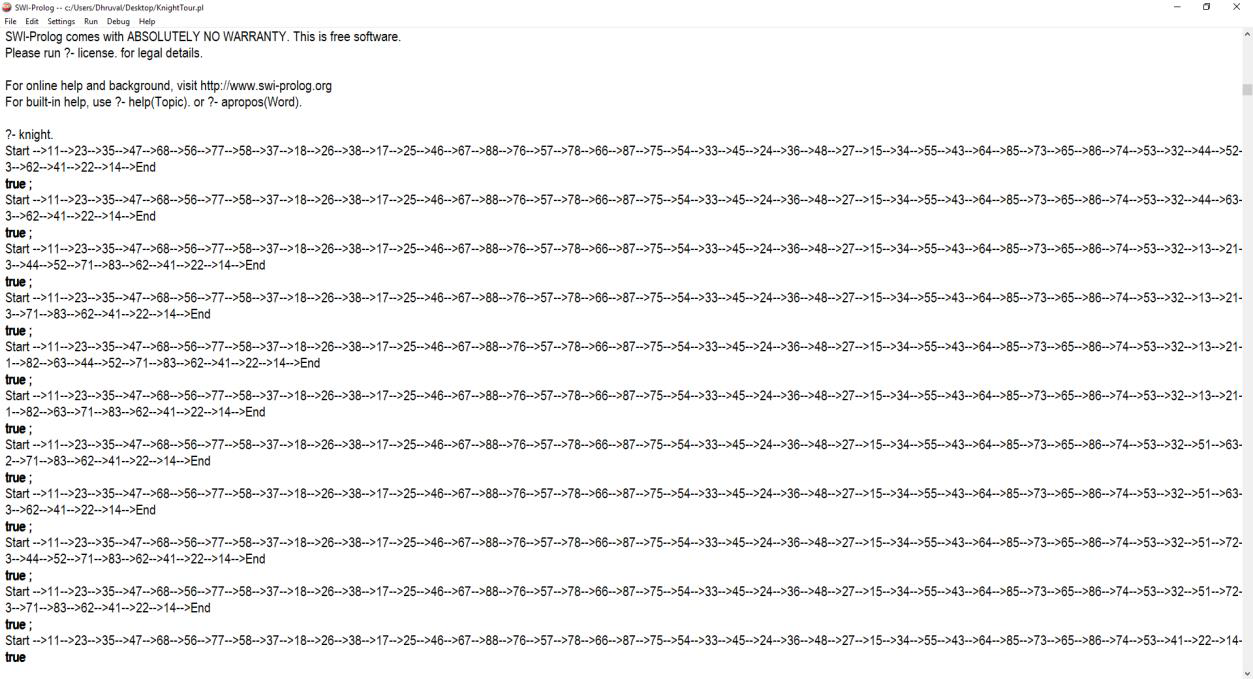 SWI-Prolog -- c:/Users/Dhruval/Desktop/KnightTour.pl
File Edit Settings Run Debug Help
SWI-Prolog comes with ABSOLUTELY NO WARRANTY. This is free software.
Please run ?- license. for legal details.
For online help and background, visit http://www.swi-prolog.org
For built-in help, use ?- help(Topic). or ?- apropos(Word).
?- knight.
Start -->11-->23-->35-->47-->68-->56-->77-->58-->37-->18-->26-->38-->17-->25-->46-->67-->88-->76-->57-->78-->66-->87-->75-->54-->33-->45-->24-->36-->48-->27-->15-->34-->55-->43-->64-->85-->73-->65-->86-->74-->53-->32-->44-->52-
3-->62-->41-->22-->14-->End
true ;
Start -->11-->23-->35-->47-->68-->56-->77-->58-->37-->18-->26-->38-->17-->25-->46-->67-->88-->76-->57-->78-->66-->87-->75-->54-->33-->45-->24-->36-->48-->27-->15-->34-->55-->43-->64-->85-->73-->65-->86-->74-->53-->32-->44-->63-
3-->62-->41-->22-->14-->End
true ;
Start -->11-->23-->35-->47-->68-->56-->77-->58-->37-->18-->26-->38-->17-->25-->46-->67-->88-->76-->57-->78-->66-->87-->75-->54-->33-->45-->24-->36-->48-->27-->15-->34-->55-->43-->64-->85-->73-->65-->86-->74-->53-->32-->13-->21-
3-->44-->52-->71-->83-->62-->41-->22-->14-->End
true ;
Start -->11-->23-->35-->47-->68-->56-->77-->58-->37-->18-->26-->38-->17-->25-->46-->67-->88-->76-->57-->78-->66-->87-->75-->54-->33-->45-->24-->36-->48-->27-->15-->34-->55-->43-->64-->85-->73-->65-->86-->74-->53-->32-->13-->21-
3-->71-->83-->62-->41-->22-->14-->End
true ;
Start -->11-->23-->35-->47-->68-->56-->77-->58-->37-->18-->26-->38-->17-->25-->46-->67-->88-->76-->57-->78-->66-->87-->75-->54-->33-->45-->24-->36-->48-->27-->15-->34-->55-->43-->64-->85-->73-->65-->86-->74-->53-->32-->13-->21-
1-->82-->63-->44-->52-->71-->83-->62-->41-->22-->14-->End
true ;
Start -->11-->23-->35-->47-->68-->56-->77-->58-->37-->18-->26-->38-->17-->25-->46-->67-->88-->76-->57-->78-->66-->87-->75-->54-->33-->45-->24-->36-->48-->27-->15-->34-->55-->43-->64-->85-->73-->65-->86-->74-->53-->32-->13-->21-
1-->82-->63-->71-->83-->62-->41-->22-->14-->End
true ;
Start -->11-->23-->35-->47-->68-->56-->77-->58-->37-->18-->26-->38-->17-->25-->46-->67-->88-->76-->57-->78-->66-->87-->75-->54-->33-->45-->24-->36-->48-->27-->15-->34-->55-->43-->64-->85-->73-->65-->86-->74-->53-->32-->51-->63-
2-->71-->83-->62-->41-->22-->14-->End
true ;
Start -->11-->23-->35-->47-->68-->56-->77-->58-->37-->18-->26-->38-->17-->25-->46-->67-->88-->76-->57-->78-->66-->87-->75-->54-->33-->45-->24-->36-->48-->27-->15-->34-->55-->43-->64-->85-->73-->65-->86-->74-->53-->32-->51-->63-
3-->62-->41-->22-->14-->End
true ;
Start -->11-->23-->35-->47-->68-->56-->77-->58-->37-->18-->26-->38-->17-->25-->46-->67-->88-->76-->57-->78-->66-->87-->75-->54-->33-->45-->24-->36-->48-->27-->15-->34-->55-->43-->64-->85-->73-->65-->86-->74-->53-->32-->51-->72-
3-->44-->52-->71-->83-->62-->41-->22-->14-->End
true ;
Start -->11-->23-->35-->47-->68-->56-->77-->58-->37-->18-->26-->38-->17-->25-->46-->67-->88-->76-->57-->78-->66-->87-->75-->54-->33-->45-->24-->36-->48-->27-->15-->34-->55-->43-->64-->85-->73-->65-->86-->74-->53-->32-->51-->72-
3-->71-->83-->62-->41-->22-->14-->End
true ;
Start -->11-->23-->35-->47-->68-->56-->77-->58-->37-->18-->26-->38-->17-->25-->46-->67-->88-->76-->57-->78-->66-->87-->75-->54-->33-->45-->24-->36-->48-->27-->15-->34-->55-->43-->64-->85-->73-->65-->86-->74-->53-->41-->22-->14-
true